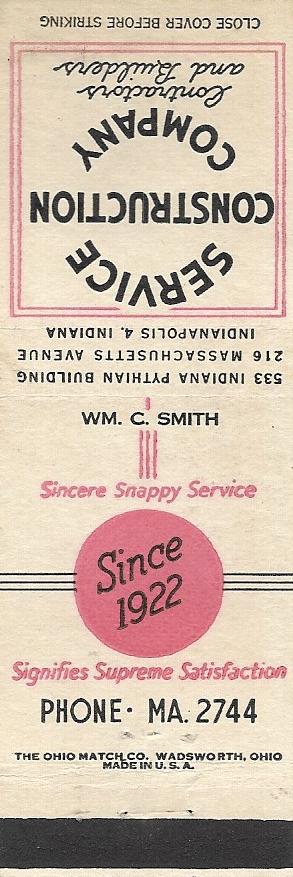 CLOSE COVER BEFORE STRIKING
SERVICE
CONSTRUCTION
COMPANY
Contractors
and Builders
533 INDIANA PYTHIAN BUILDING
216 MASSACHUSETTS AVENUE
INDIANAPOLIS 4, INDIANA
WM. C. SMITH
Sincere Snappy Service
Since
1922
Signifies Supreme Satisfaction
PHONE· MA. 2744
THE OHIO MATCH CO. WADSWORTH, OHIO
MADE IN U.S.A.